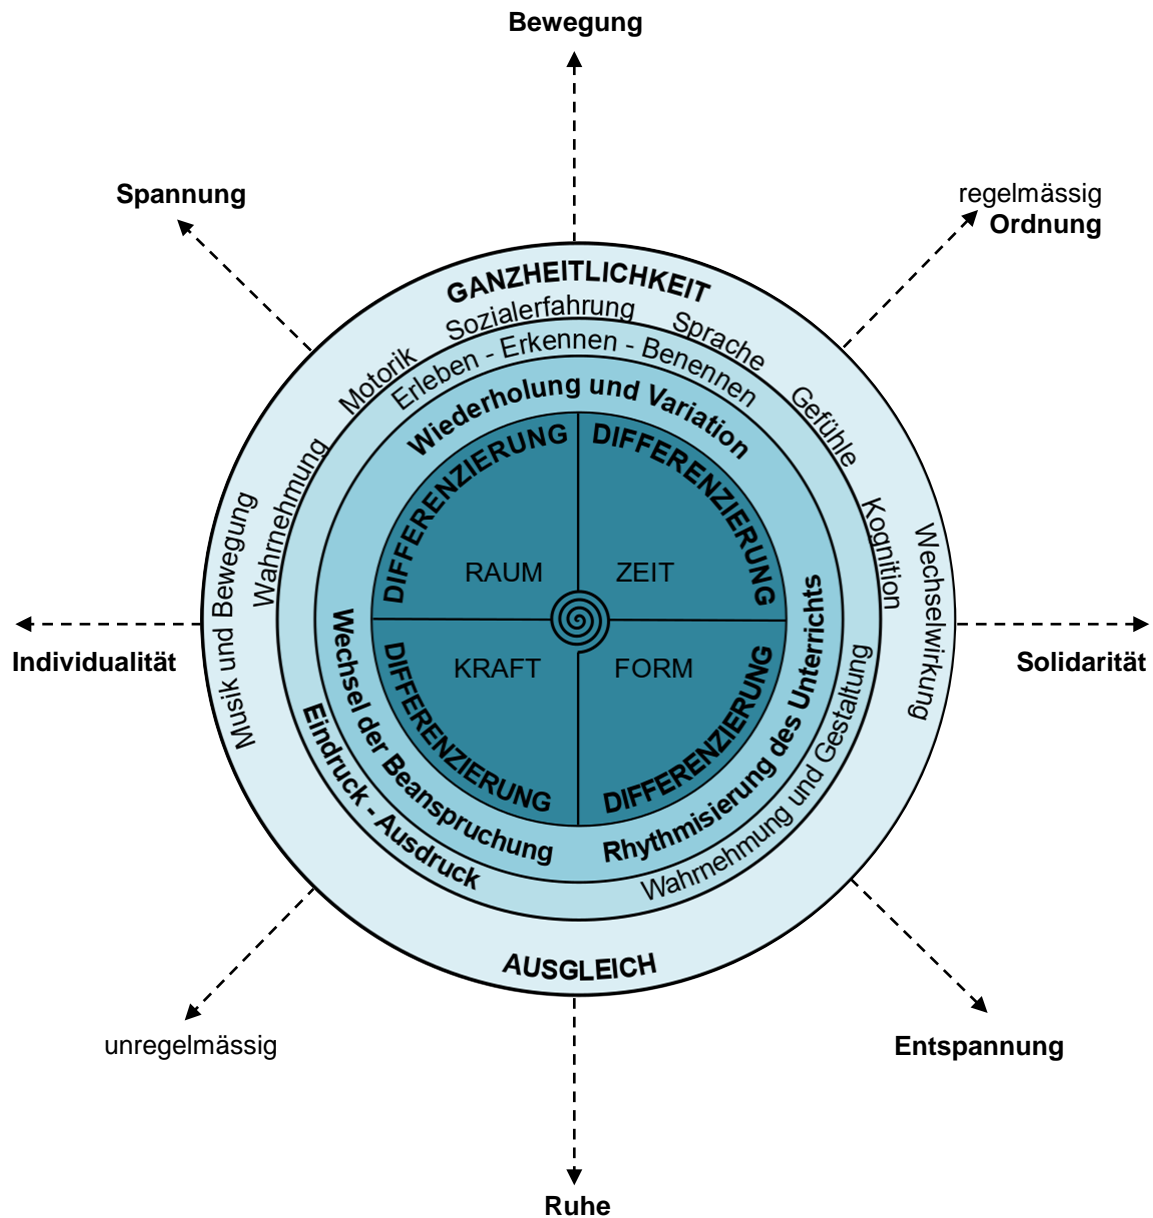 Bewegung
Spannung
regelmässig
Ordnung
GANZHEITLICHKEIT
Musik und Bewegung
Wahrnehmung
Motorik
Sozialerfahrung
Sprache
Gefühle
Kognition
Wechselwirkung
Erleben - Erkennen - Benennen
Wiederholung und Variation
DIFFERENZIERUNG
DIFFERENZIERUNG
RAUM
ZEIT
KRAFT
FORM
DIFFERENZIERUNG
DIFFERENZIERUNG
Wechsel der Beanspruchung
Rhythmisierung des Unterrichts
Eindruck - Ausdruck
Wahrnehmung und Gestaltung
AUSGLEICH
Individualität
Solidarität
unregelmässig
Entspannung
Ruhe